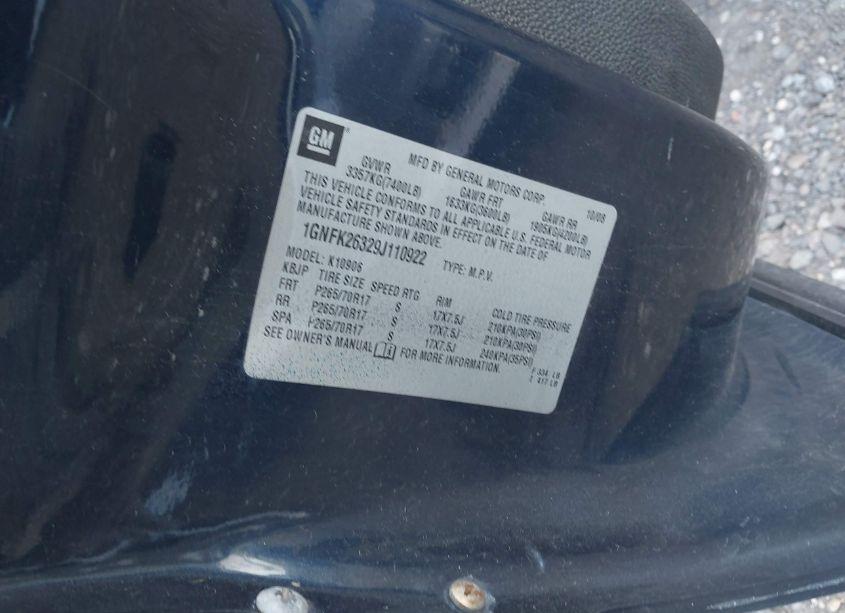 GM
MFD BY GENERAL MOTORS CORP. 10/08
GVWR GAWR FRT GAWR RR
3357KG(7400LB) 1633KG(3600LB) 1905KG(4200LB)
THIS VEHICLE CONFORMS TO ALL APPLICABLE U.S. FEDERAL MOTOR
VEHICLE SAFETY STANDARDS IN EFFECT ON THE DATE OF
MANUFACTURE SHOWN ABOVE.
1GNFK26329J110922 TYPE: M.P.V.
MODEL: K10906
KBJP TIRE SIZE SPEED RTG RIM COLD TIRE PRESSURE
FRT P265/70R17 S 17X7.5J 210KPA(30PSI)
RR P265/70R17 S 17X7.5J 210KPA(30PSI)
SPA P265/70R17 S 17X7.5J 240KPA(35PSI)
SEE OWNER'S MANUAL FOR MORE INFORMATION.
F 334 LB
T 417 LB